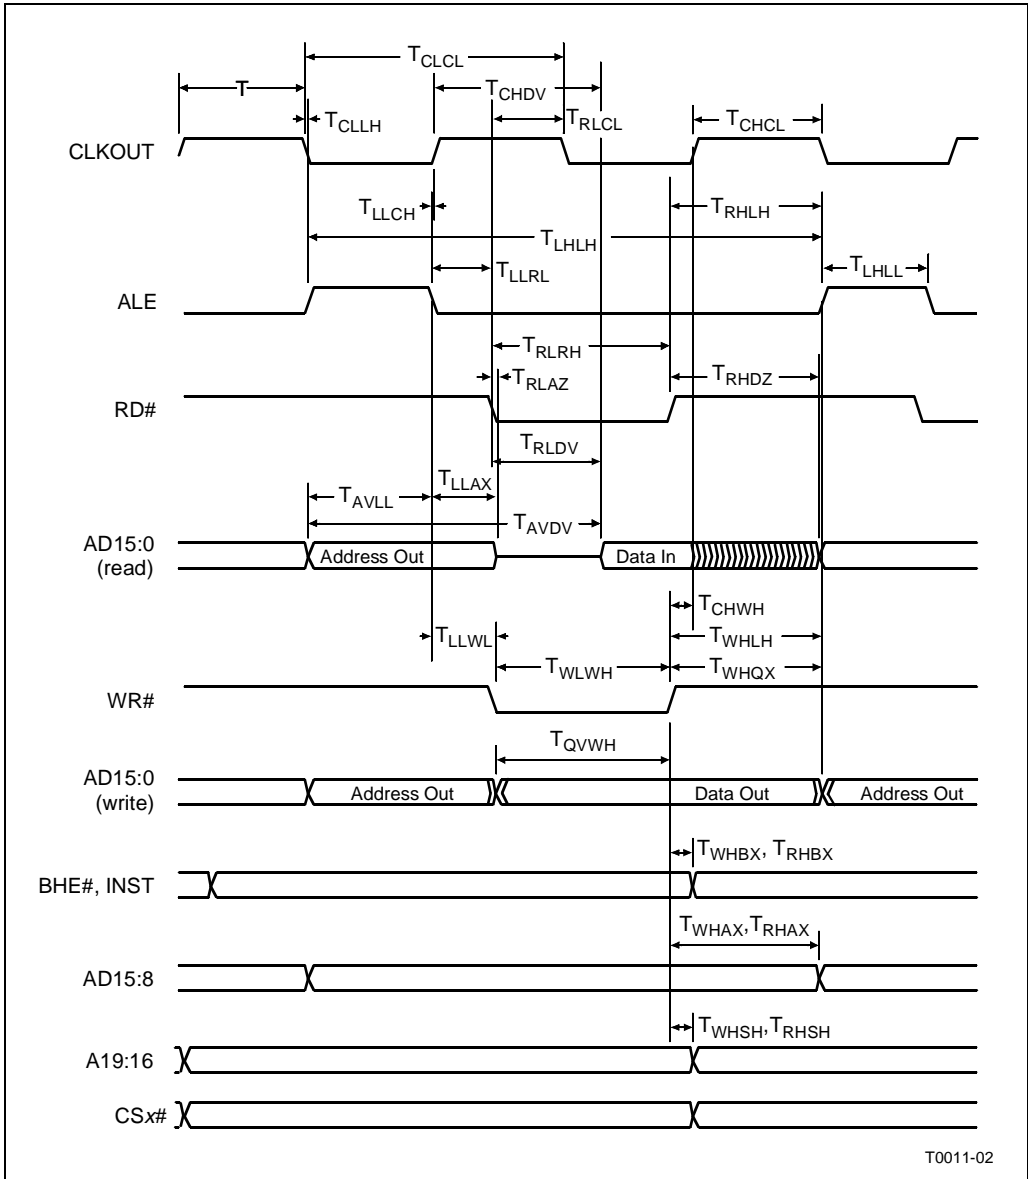 TCLCL
T
TCHDV
TCLLH
TRLCL
TCHCL
CLKOUT
TLLCH
TRHLH
TLHLH
TLLRL
TLHLL
ALE
TRLRH
TRLAZ
TRHDZ
RD#
TRLDV
TAVLL
TLLAX
TAVDV
AD15:0
(read)
Address Out
Data In
TCHWH
TLLWL
TWHLH
TWLWH
TWHQX
WR#
TQVWH
AD15:0
(write)
Address Out
Data Out
Address Out
TWHBX, TRHBX
BHE#, INST
TWHAX,TRHAX
AD15:8
TWHSH,TRHSH
A19:16
CSx#
T0011-02